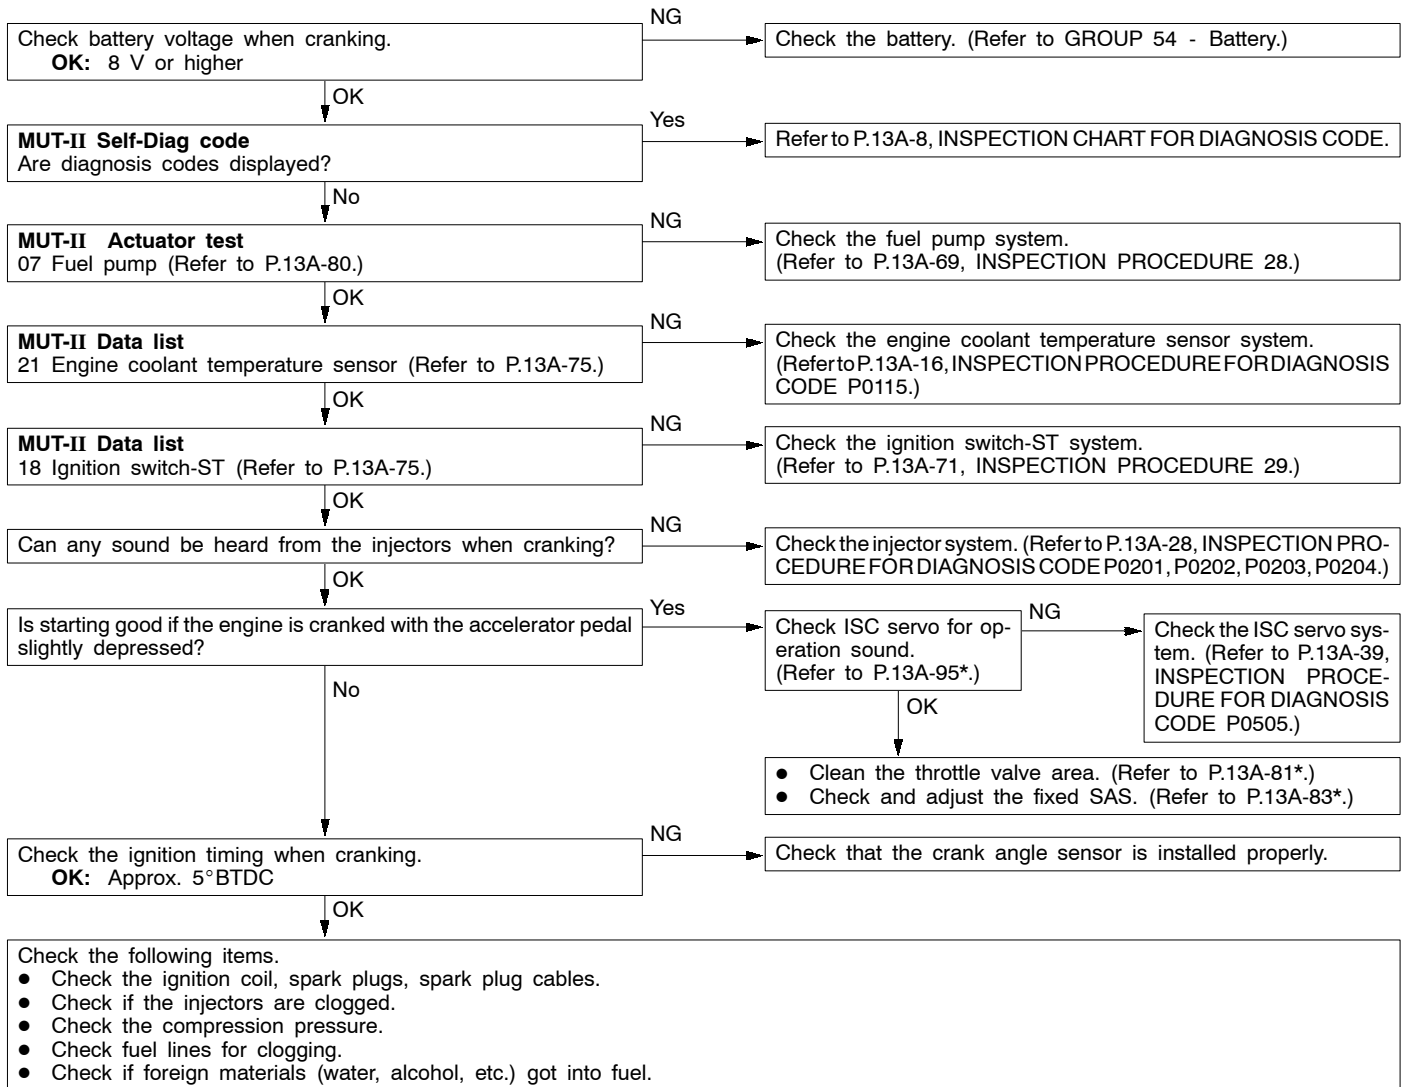 NG
Check battery voltage when cranking.
OK: 8 V or higher
Check the battery. (Refer to GROUP 54 - Battery.)
OK
Yes
MUT-II Self-Diag code
Are diagnosis codes displayed?
Refer to P.13A-8, INSPECTION CHART FOR DIAGNOSIS CODE.
No
NG
MUT-II Actuator test
07 Fuel pump (Refer to P.13A-80.)
Check the fuel pump system.
(Refer to P.13A-69, INSPECTION PROCEDURE 28.)
OK
NG
MUT-II Data list
21 Engine coolant temperature sensor (Refer to P.13A-75.)
Check the engine coolant temperature sensor system.
(Refer to P.13A-16, INSPECTION PROCEDURE FOR DIAGNOSIS
CODE P0115.)
OK
NG
MUT-II Data list
18 Ignition switch-ST (Refer to P.13A-75.)
Check the ignition switch-ST system.
(Refer to P.13A-71, INSPECTION PROCEDURE 29.)
OK
NG
Can any sound be heard from the injectors when cranking?
Check the injector system. (Refer to P.13A-28, INSPECTION PRO-
CEDURE FOR DIAGNOSIS CODE P0201, P0202, P0203, P0204.)
OK
Yes
Is starting good if the engine is cranked with the accelerator pedal
slightly depressed?
Check ISC servo for op-
eration sound.
(Refer to P.13A-95*.)
NG
Check the ISC servo sys-
tem. (Refer to P.13A-39,
INSPECTION PROCE-
DURE FOR DIAGNOSIS
CODE P0505.)
No
OK
● Clean the throttle valve area. (Refer to P.13A-81*.)
● Check and adjust the fixed SAS. (Refer to P.13A-83*.)
NG
Check the ignition timing when cranking.
OK: Approx. 5°BTDC
Check that the crank angle sensor is installed properly.
OK
Check the following items.
● Check the ignition coil, spark plugs, spark plug cables.
● Check if the injectors are clogged.
● Check the compression pressure.
● Check fuel lines for clogging.
● Check if foreign materials (water, alcohol, etc.) got into fuel.